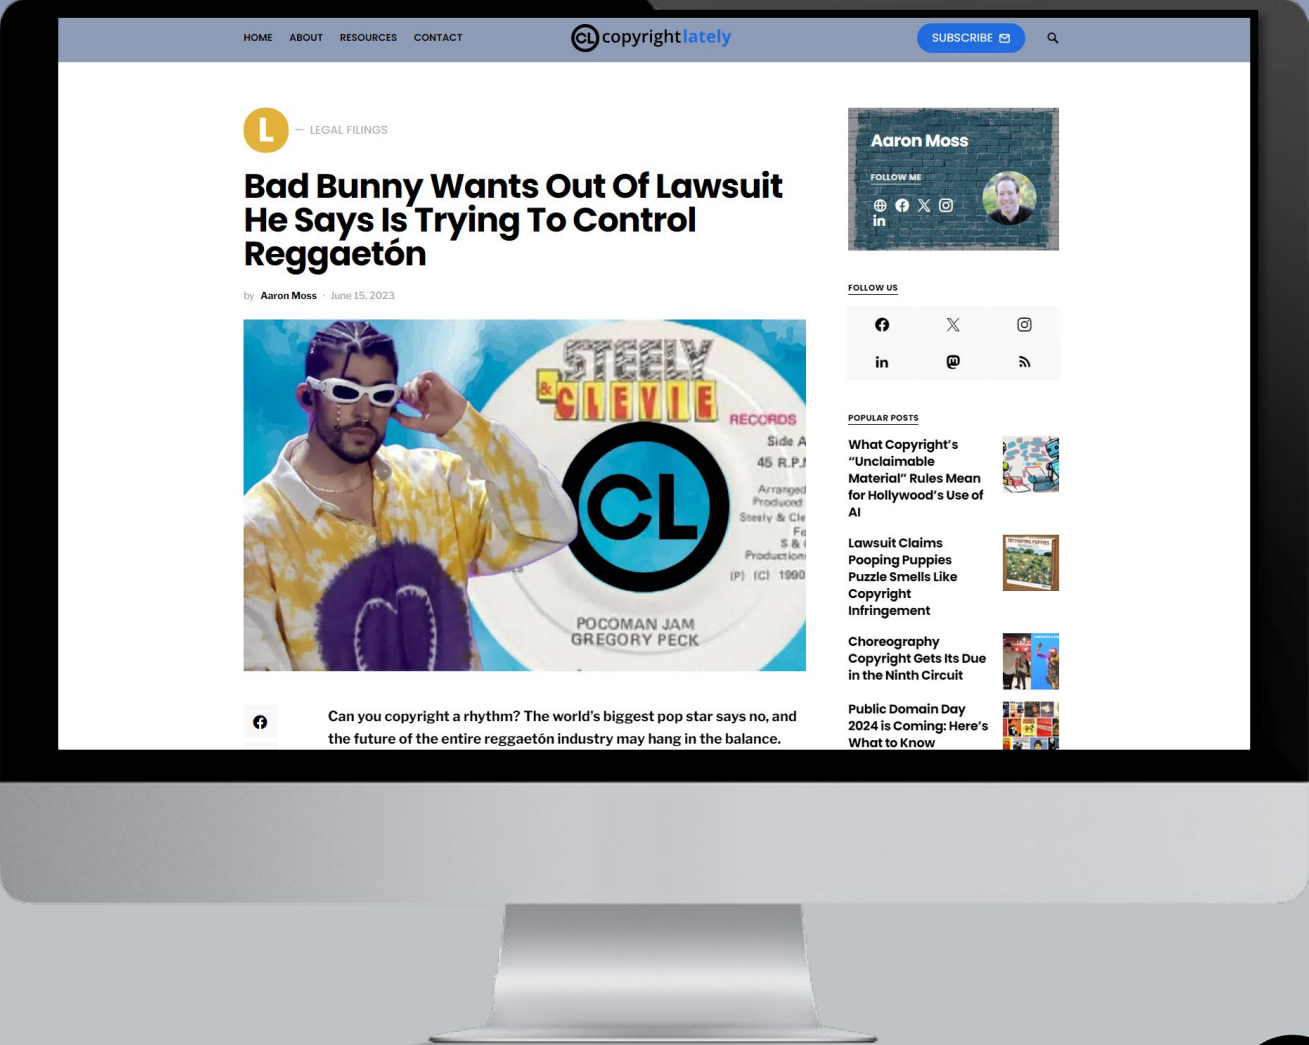 HOME ABOUT RESOURCES CONTACT
CL copyrightlately
SUBSCRIBE
L — LEGAL FILINGS
Bad Bunny Wants Out Of Lawsuit
He Says Is Trying To Control
Reggaetón
by Aaron Moss · June 15, 2023
STEELY
& CLEVIE
RECORDS
Side A
45 R.P.M
Arranged
Produced
Steely & Cle
Fo
S & 
Production
(P) (C) 1990
CL
POCOMAN JAM
GREGORY PECK
Can you copyright a rhythm? The world's biggest pop star says no, and
the future of the entire reggaetón industry may hang in the balance.
Aaron Moss
FOLLOW ME
FOLLOW US
POPULAR POSTS
What Copyright's
“Unclaimable
Material” Rules Mean
for Hollywood's Use of
AI
Lawsuit Claims
Pooping Puppies
Puzzle Smells Like
Copyright
Infringement
Choreography
Copyright Gets Its Due
in the Ninth Circuit
Public Domain Day
2024 is Coming: Here's
What to Know